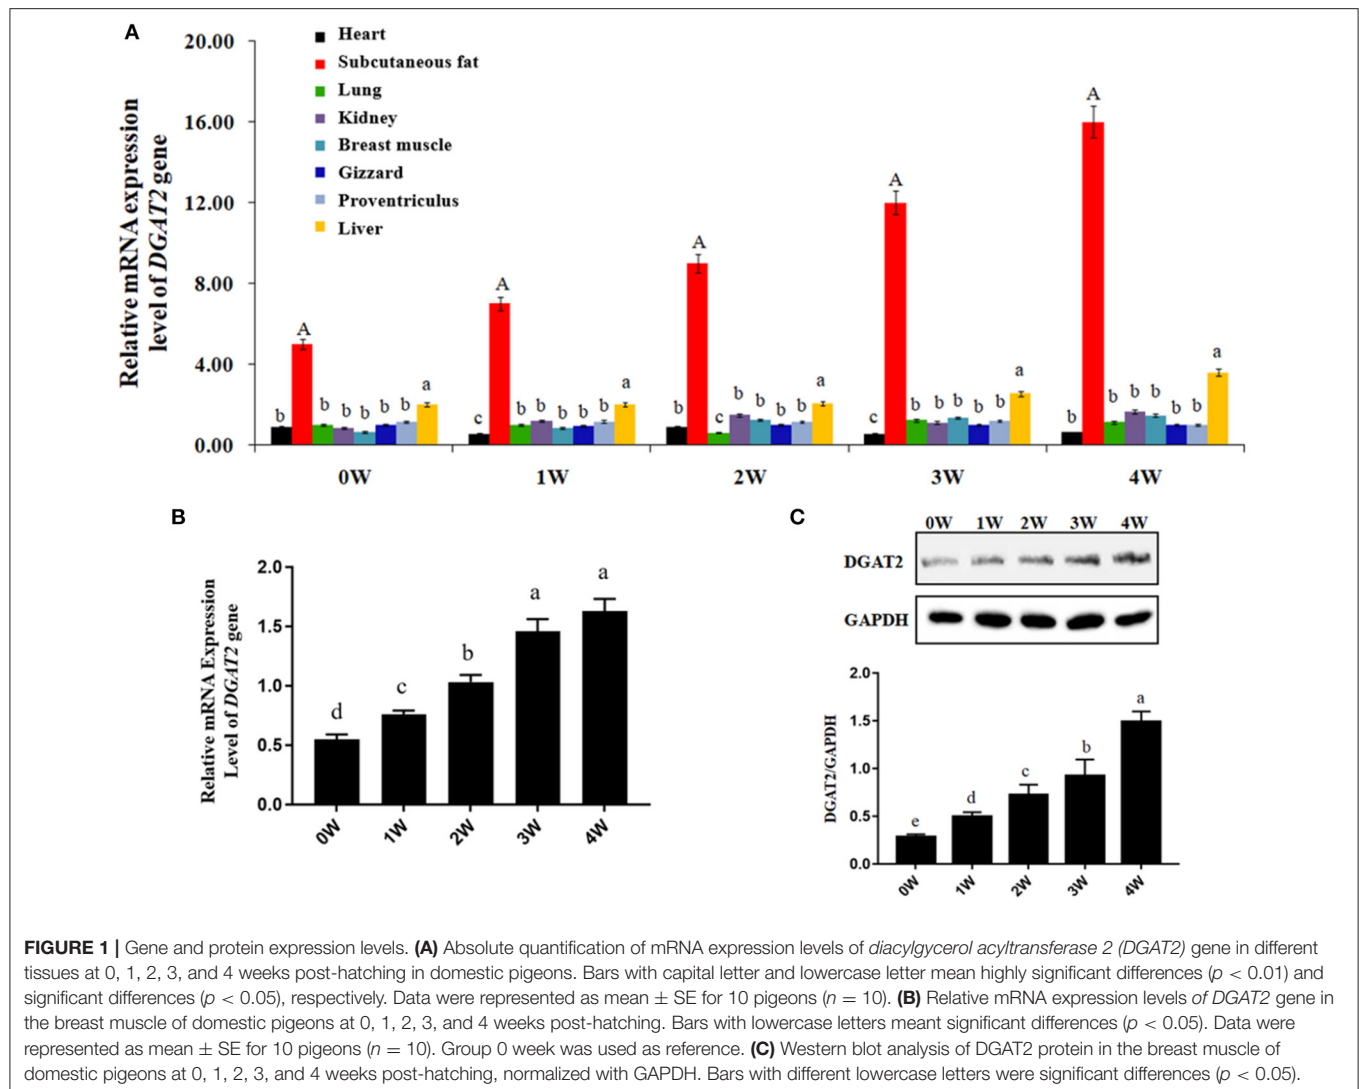 A
20.00
16.00
12.00
8.00
4.00
0.00
Relative mRNA expression
level of DGAT2 gene
Heart
Subcutaneous fat
Lung
Kidney
Breast muscle
Gizzard
Proventriculus
Liver
b A b b b b b a
c A b b b b b a
b A c b b b b a
c A b b b b b a
b A b b b b b a
0W 1W 2W 3W 4W
B
2.0
1.5
1.0
0.5
0.0
Relative mRNA Expression
Level of DGAT2 gene
d c b a a
0W 1W 2W 3W 4W
C
0W 1W 2W 3W 4W
DGAT2
GAPDH
2.0
1.5
1.0
0.5
0.0
DGAT2/GAPDH
e d c b a
0W 1W 2W 3W 4W
FIGURE 1 | Gene and protein expression levels. (A) Absolute quantification of mRNA expression levels of diacylgycerol acyltransferase 2 (DGAT2) gene in different
tissues at 0, 1, 2, 3, and 4 weeks post-hatching in domestic pigeons. Bars with capital letter and lowercase letter mean highly significant differences (p < 0.01) and
significant differences (p < 0.05), respectively. Data were represented as mean ± SE for 10 pigeons (n = 10). (B) Relative mRNA expression levels of DGAT2 gene in
the breast muscle of domestic pigeons at 0, 1, 2, 3, and 4 weeks post-hatching. Bars with lowercase letters meant significant differences (p < 0.05). Data were
represented as mean ± SE for 10 pigeons (n = 10). Group 0 week was used as reference. (C) Western blot analysis of DGAT2 protein in the breast muscle of
domestic pigeons at 0, 1, 2, 3, and 4 weeks post-hatching, normalized with GAPDH. Bars with different lowercase letters were significant differences (p < 0.05).